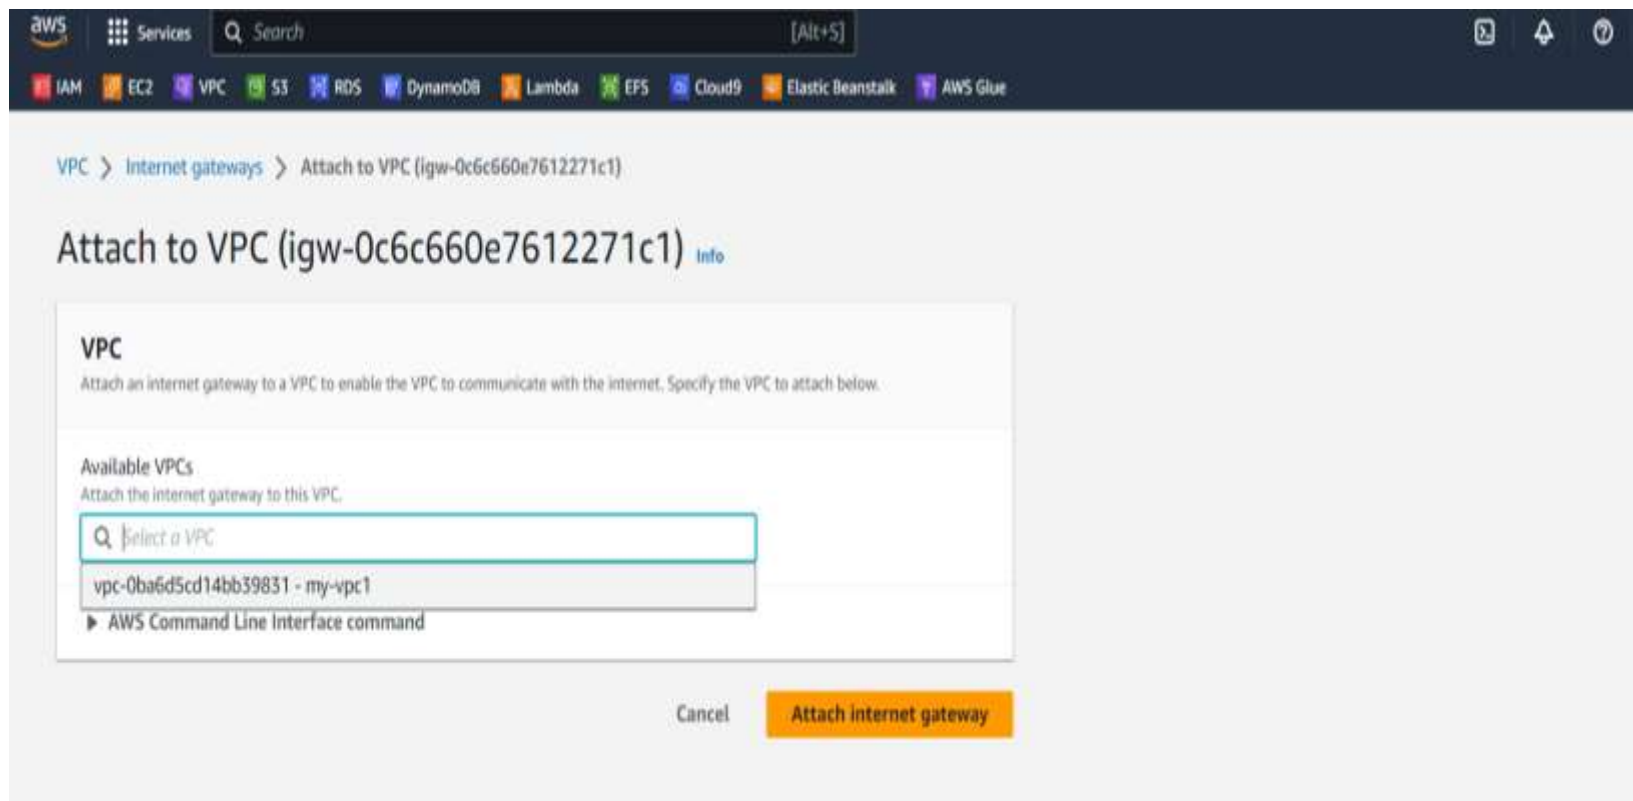 aws Services Search [Alt+S]
IAM EC2 VPC S3 RDS DynamoDB Lambda EFS Cloud9 Elastic Beanstalk AWS Glue
VPC > Internet gateways > Attach to VPC (igw-0c6c660e7612271c1)
Attach to VPC (igw-0c6c660e7612271c1) Info
VPC
Attach an internet gateway to a VPC to enable the VPC to communicate with the internet. Specify the VPC to attach below.
Available VPCs
Attach the internet gateway to this VPC.
Select a VPC
vpc-0ba6d5cd14bb39831 - my-vpc1
AWS Command Line Interface command
Cancel Attach internet gateway